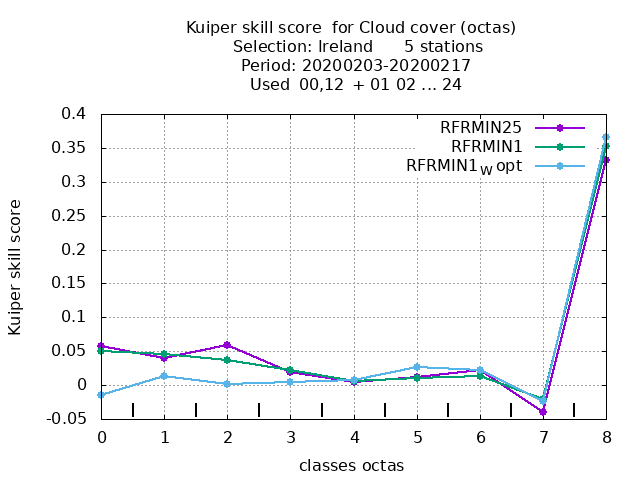 Kuiper skill score  for Cloud cover (octas)
Selection: Ireland      5 stations
Period: 20200203-20200217
Used  00,12  + 01 02 ... 24
RFRMIN25
RFRMIN1
RFRMIN1W opt
0.4
0.35
0.3
0.25
0.2
0.15
0.1
0.05
0
-0.05
Kuiper skill score
0 1 2 3 4 5 6 7 8
classes octas